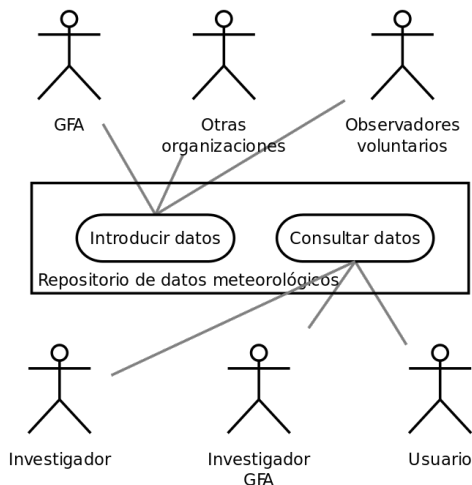 GFA
Otras
organizaciones
Observadores
voluntarios
Introducir datos
Consultar datos
Repositorio de datos meteorológicos
Investigador
Investigador
GFA
Usuario